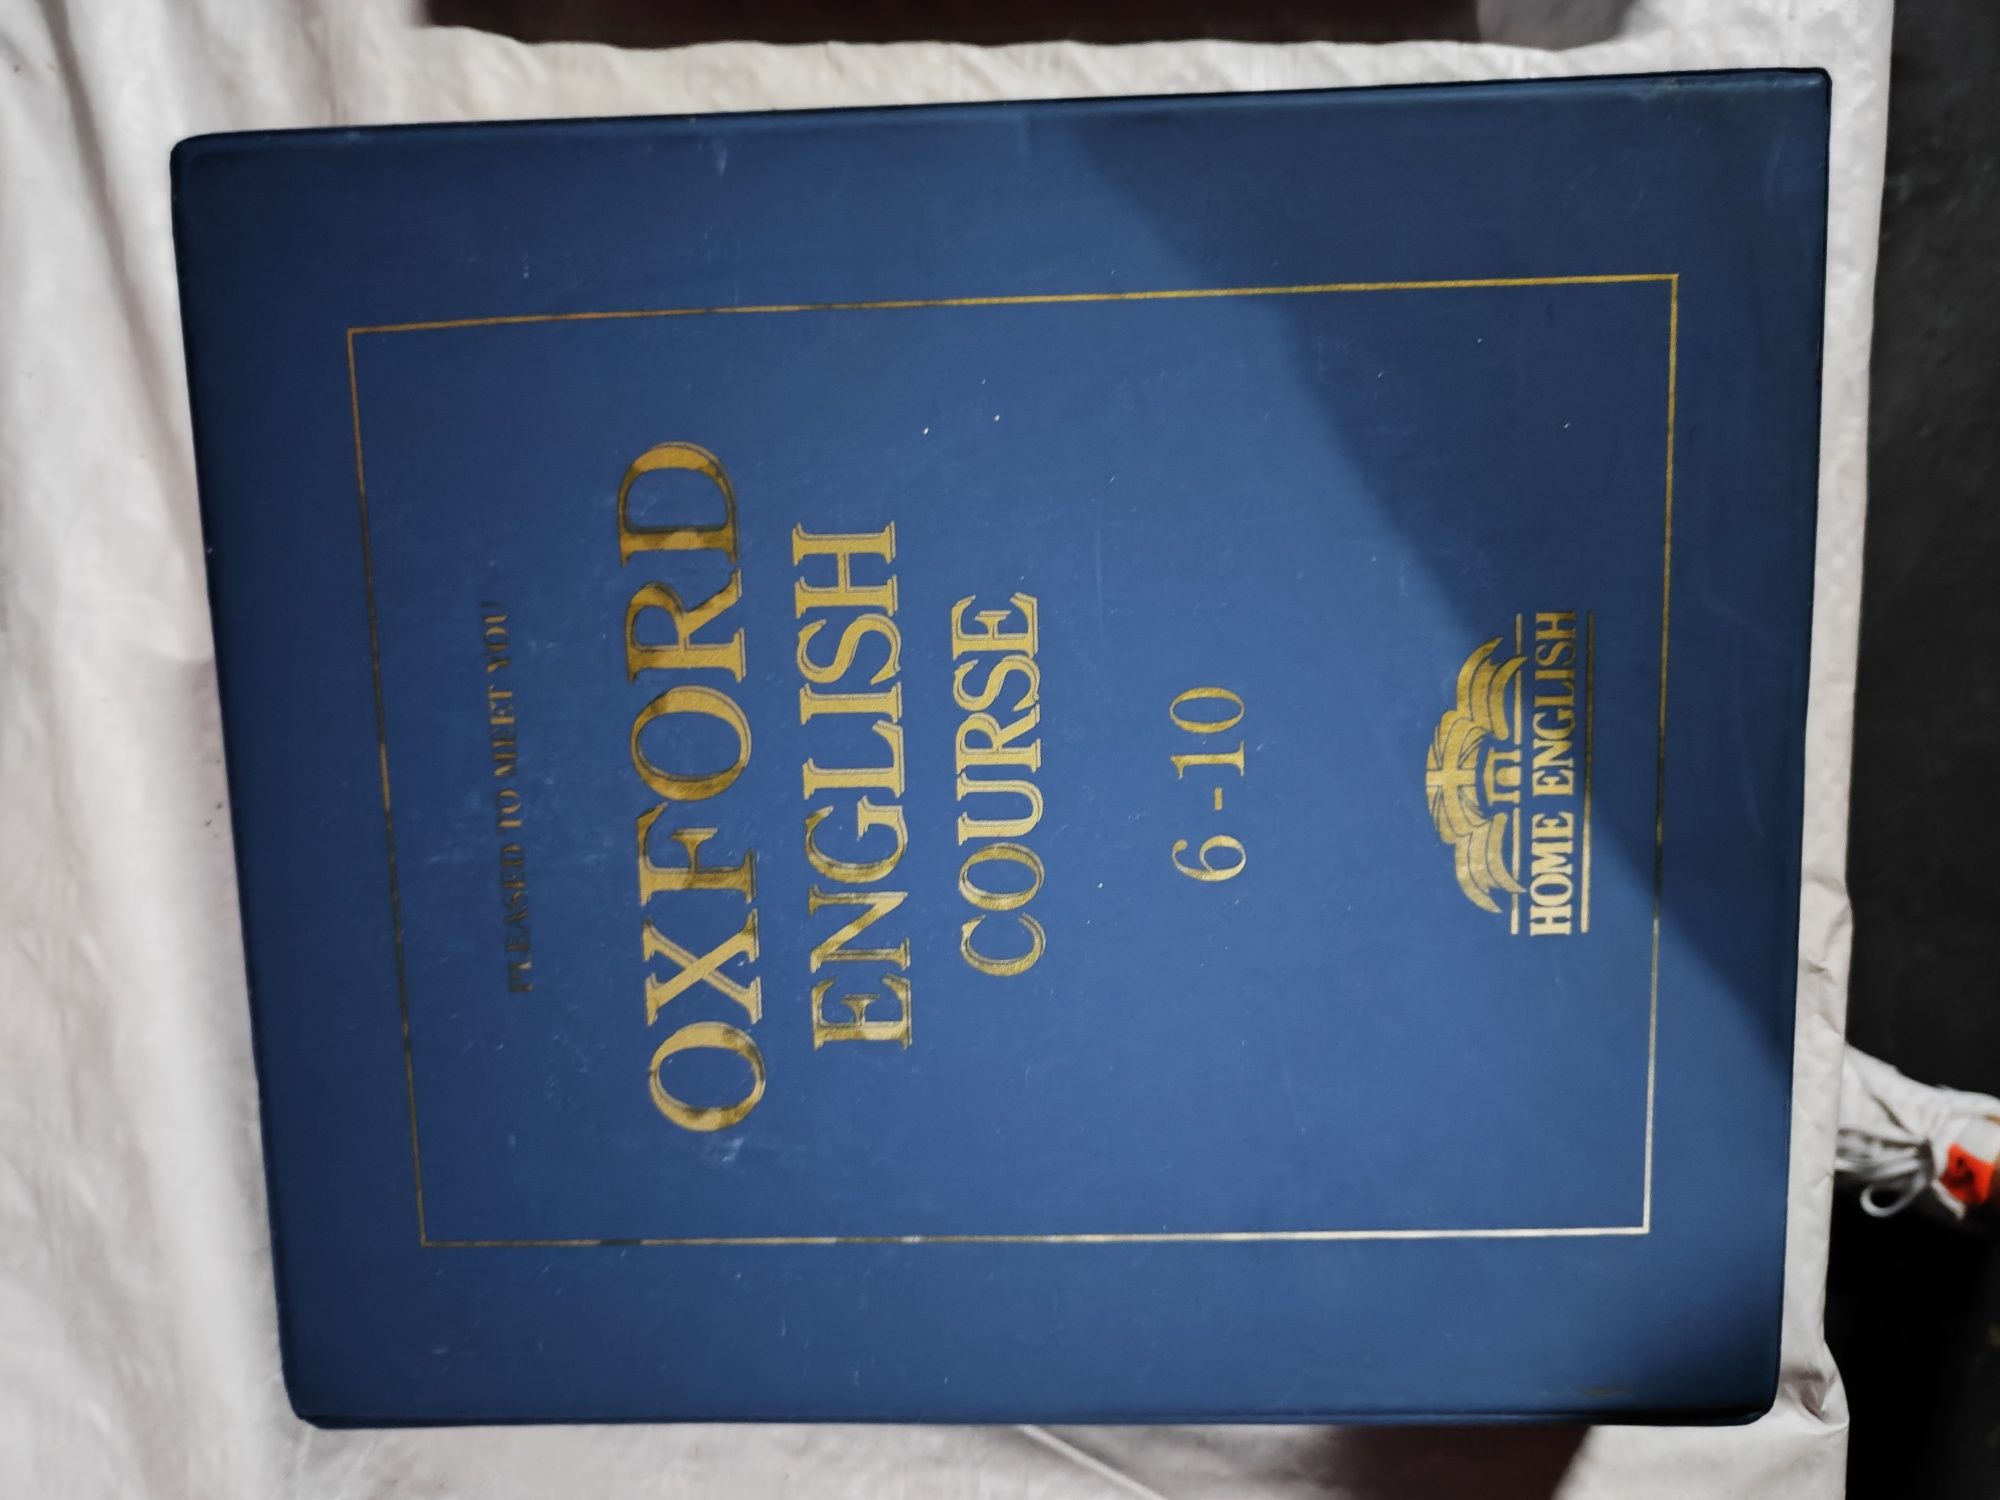 PLEASED TO MEET YOU
OXFORD
ENGLISH
COURSE
6-10
HOME ENGLISH